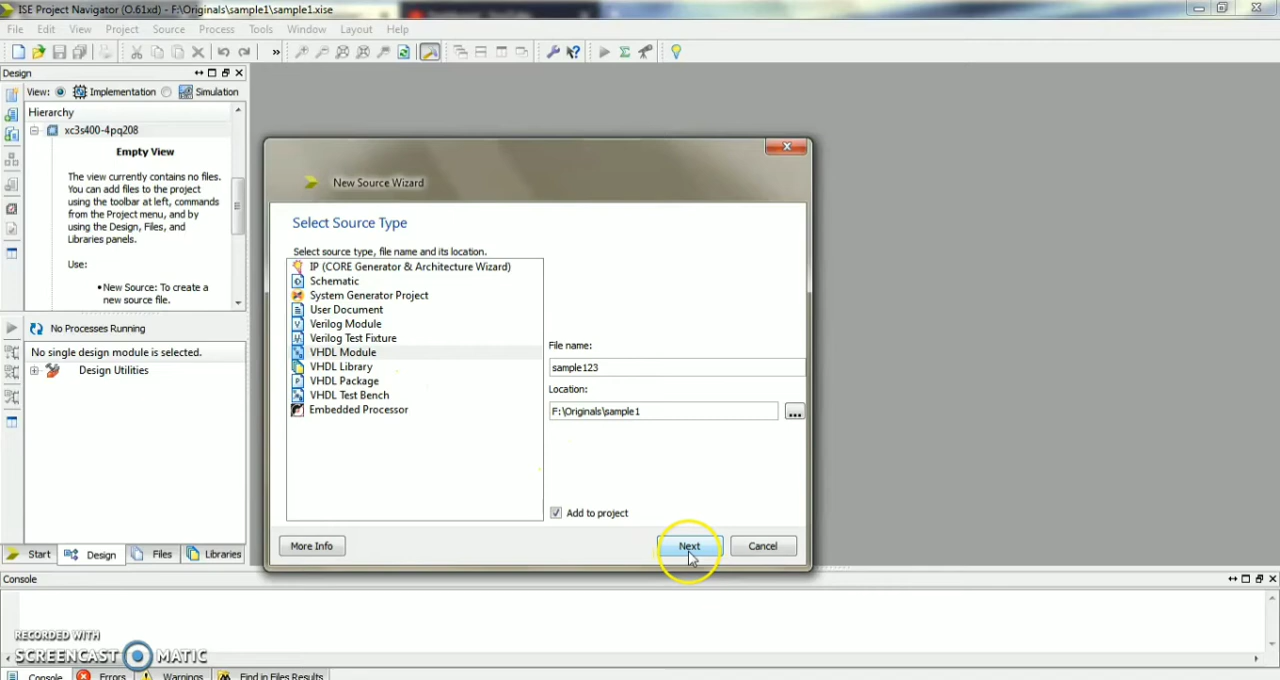 ISE Project Navigator (O.61xd) - F:\Originals\sample1\sample1.xise
File Edit View Project Source Process Tools Window Layout Help
»
Design
View: Implementation Simulation
Hierarchy
xc3s400-4pq208
Empty View
The view currently contains no files.
You can add files to the project
using the toolbar at left, commands
from the Project menu, and by
using the Design, Files, and
Libraries panels.
Use:
•New Source: To create a
new source file.
No Processes Running
No single design module is selected.
Design Utilities
Start Design Files Libraries
New Source Wizard
Select Source Type
Select source type, file name and its location.
IP (CORE Generator & Architecture Wizard)
Schematic
System Generator Project
User Document
Verilog Module
Verilog Test Fixture
VHDL Module
VHDL Library
VHDL Package
VHDL Test Bench
Embedded Processor
File name:
sample123
Location:
F:\Originals\sample1
...
Add to project
More Info Next Cancel
Console
RECORDED WITH
SCREENCAST MATIC
Console Errors Warnings Find in Files Results